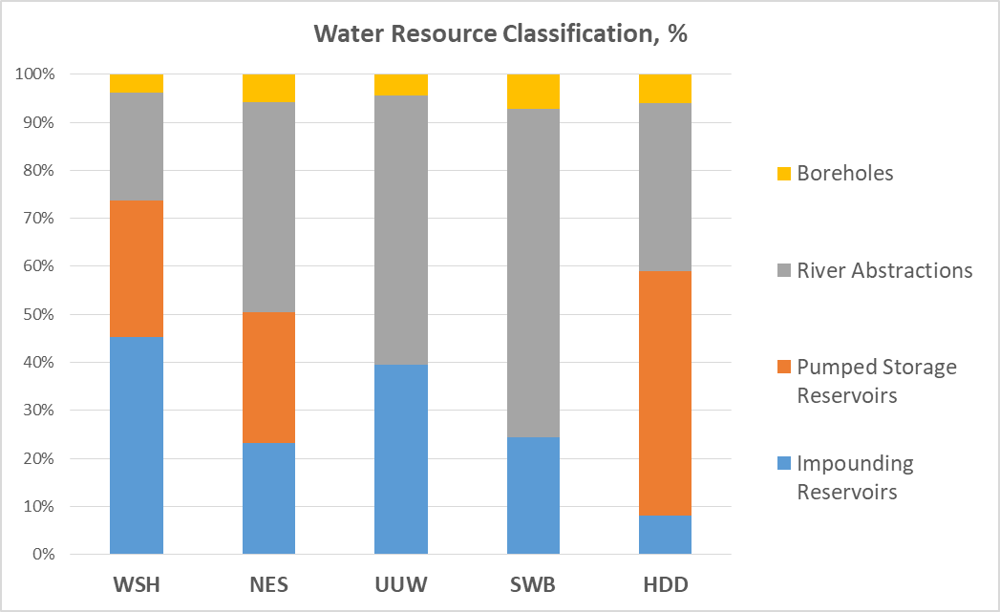 Water Resource Classification, %
100%
90%
80%
70%
60%
50%
40%
30%
20%
10%
0%
WSH NES UUW SWB HDD
Boreholes
River Abstractions
Pumped Storage
Reservoirs
Impounding
Reservoirs